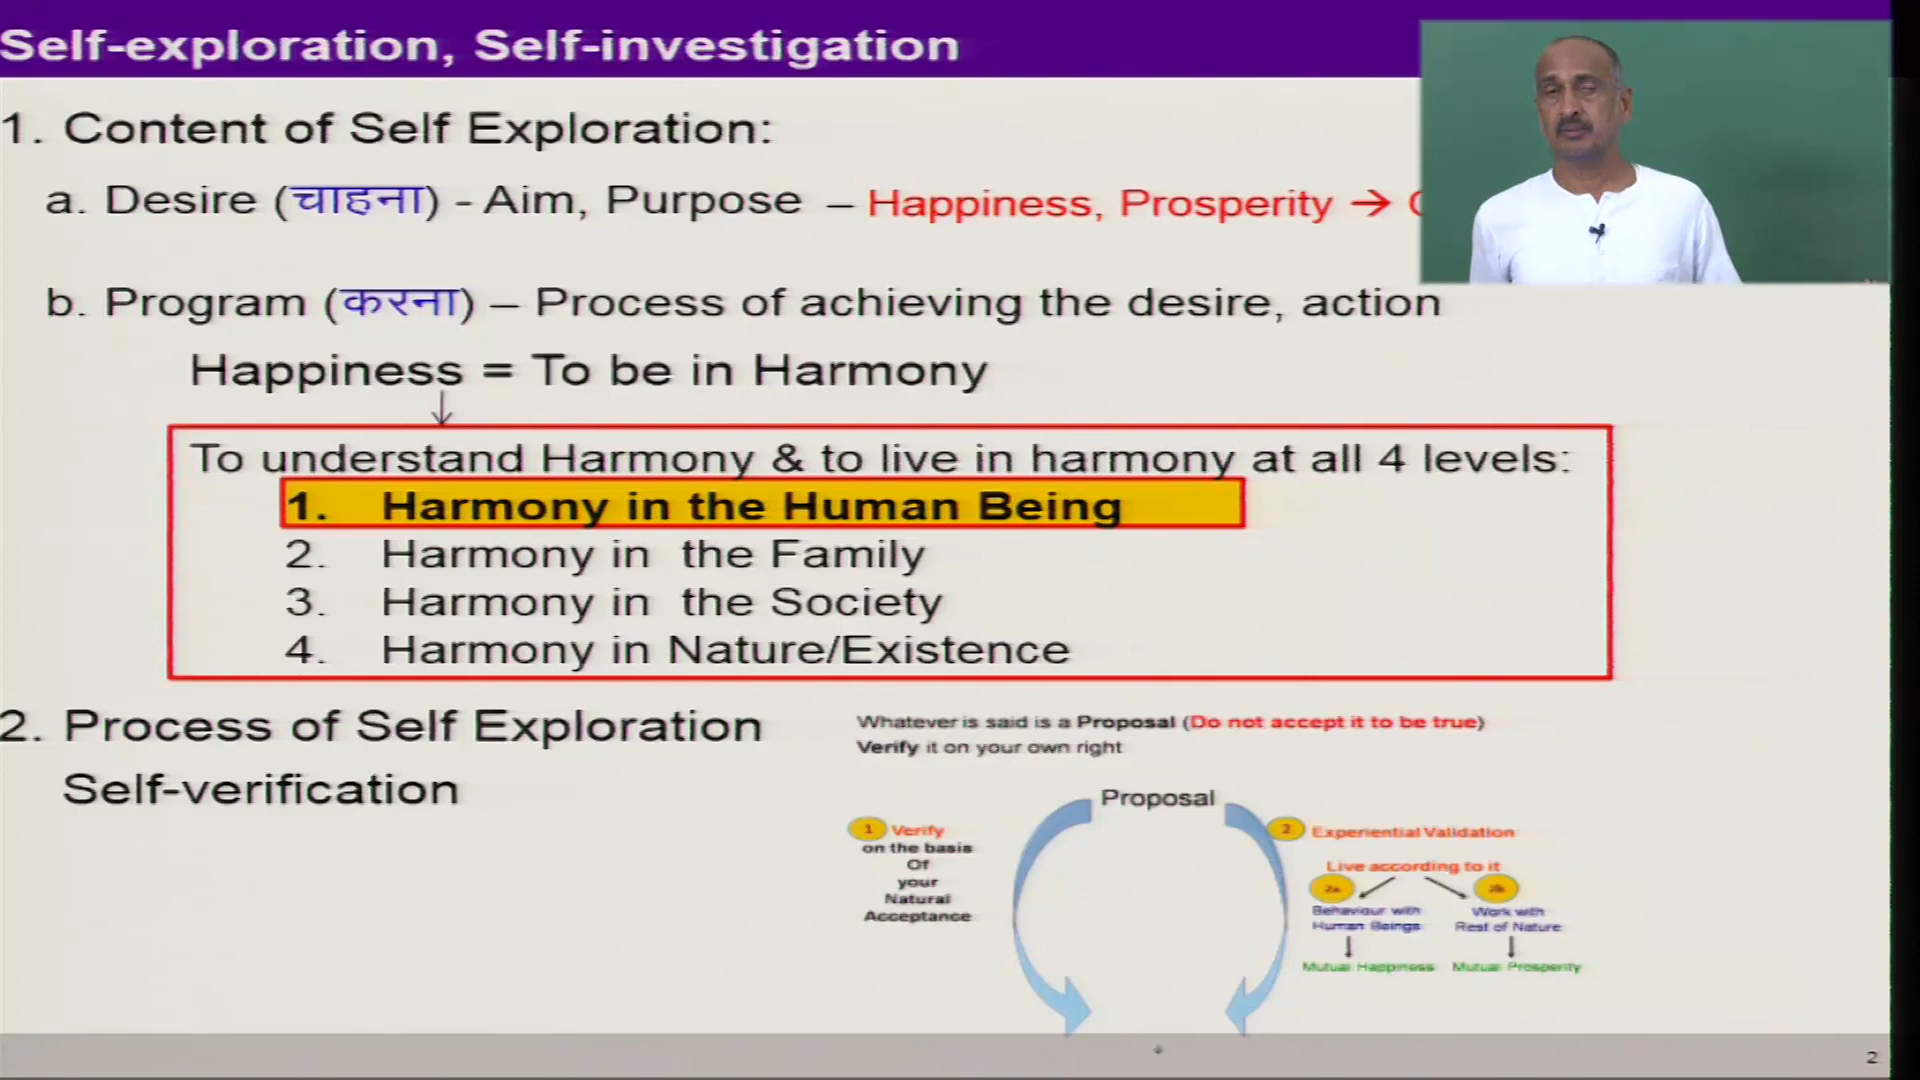 Self-exploration, Self-investigation
1. Content of Self Exploration:
a. Desire (चाहना) - Aim, Purpose – Happiness, Prosperity →
b. Program (करना) – Process of achieving the desire, action
Happiness = To be in Harmony
To understand Harmony & to live in harmony at all 4 levels:
1. Harmony in the Human Being
2. Harmony in the Family
3. Harmony in the Society
4. Harmony in Nature/Existence
2. Process of Self Exploration
Self-verification
Whatever is said is a Proposal (Do not accept it to be true)
Verify it on your own right
Proposal
1 Verify
on the basis
Of
your
Natural
Acceptance
2 Experiential Validation
Live according to it
2a 2b
Behaviour with Work with
Human Beings Rest of Nature
Mutual Happiness Mutual Prosperity
2